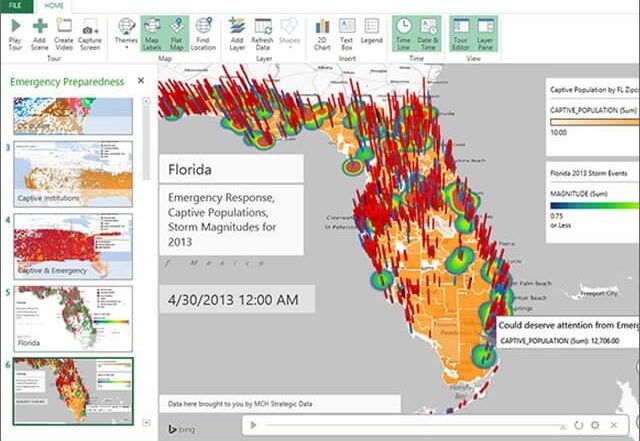 FILE HOME
Play Tour
Add Scene
Create Video
Capture Screen
Tour
Themes
Map Labels
Flat Map
Find Location
Map
Add Layer
Refresh Data
Shapes
Layer
2D Chart
Text Box
Legend
Insert
Time Line
Date & Time
Time
Tour Editor
Layer Pane
View
Emergency Preparedness
3
Captive Institutions
4
Captive & Emergency
5
Florida
6
Florida
Emergency Response,
Captive Populations,
Storm Magnitudes for
2013
f M e x i c o
4/30/2013 12:00 AM
Data here brought to you by MCH Strategic Data
bing
Captive Population by FL Zipco
CAPTIVE_POPULATION (Sum)
10.00
Florida 2013 Storm Events
MAGNITUDE (Sum)
0.75
or Less
St Petersburg
Pierce
Palm Beach
Freeport City
Could deserve attention from Emerg
CAPTIVE_POPULATION (Sum): 12,706.00